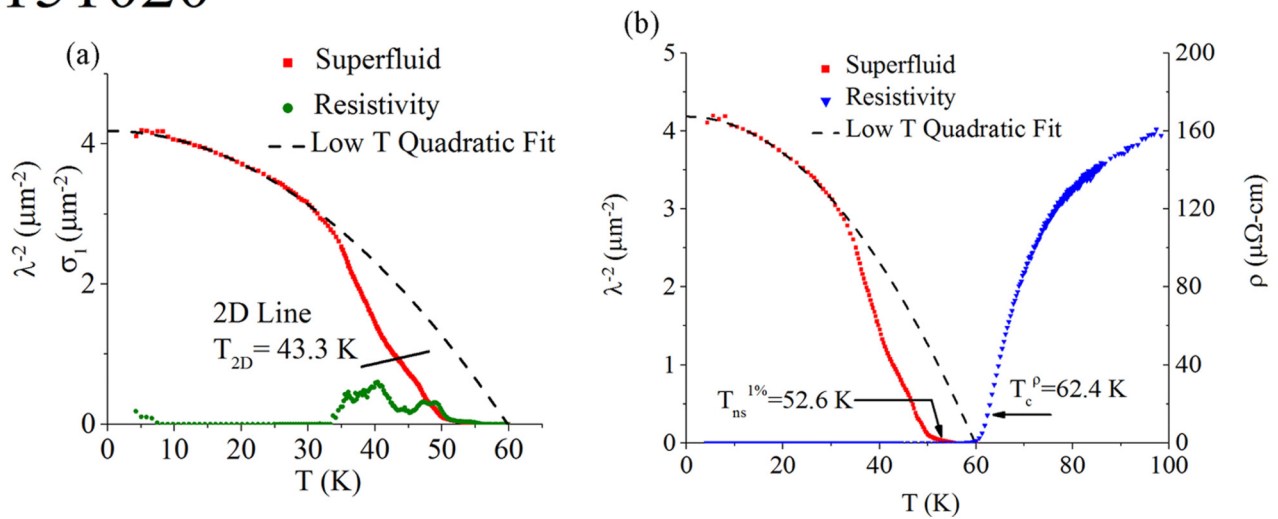 (a)
Superfluid
Resistivity
Low T Quadratic Fit
λ⁻² (μm⁻²)
σ₁ (μm⁻²)
4
2
0
2D Line
T₂D= 43.3 K
0 10 20 30 40 50 60
T (K)
(b)
5
4
3
2
1
0
Superfluid
Resistivity
Low T Quadratic Fit
λ⁻² (μm⁻²)
Tₙₛ¹%=52.6 K
T_c^ρ=62.4 K
200
160
120
80
40
0
ρ (μΩ-cm)
0 20 40 60 80 100
T (K)